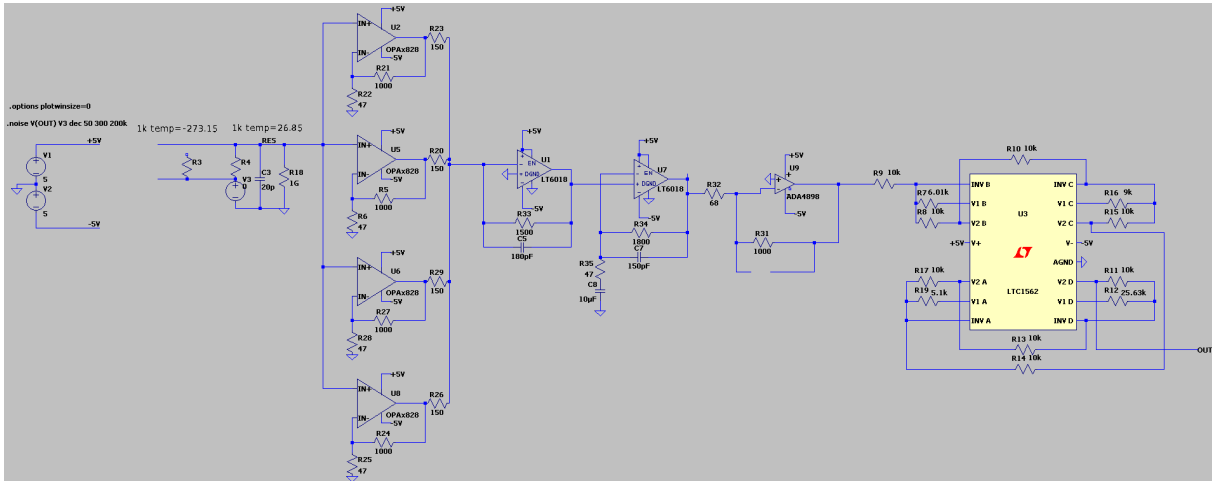 .options plotwinsize=0
.noise V(OUT) V3 dec 50 300 200k
+5V
V1
5
V2
5
-5V
1k temp=-273.15
1k temp=26.85
R3
R4
V3
0
RES
C3
20p
R18
1G
+5V
IN+
U2
OPAx828
IN-
-5V
R23
150
R21
1000
R22
47
+5V
IN+
U5
OPAx828
IN-
-5V
R20
150
R5
1000
R6
47
+5V
IN+
U6
OPAx828
IN-
-5V
R29
150
R27
1000
R28
47
+5V
IN+
U8
OPAx828
IN-
-5V
R26
150
R24
1000
R25
47
+5V
EN
DGND
U1
LT6018
-5V
R33
1500
C5
180pF
+5V
EN
DGND
U7
LT6018
-5V
R34
1800
C7
150pF
R35
47
C8
10µF
R32
68
+5V
U9
ADA4898
-5V
R31
1000
R9 10k
R10 10k
R7 6.01k
R8 10k
+5V
R17 10k
R19 5.1k
INV B
V1 B
V2 B
V+
V2 A
V1 A
INV A
U3
LTC1562
INV C
V1 C
V2 C
V-
AGND
V2 D
V1 D
INV D
R16 9k
R15 10k
-5V
R11 10k
R12 25.63k
R13 10k
R14 10k
OUT